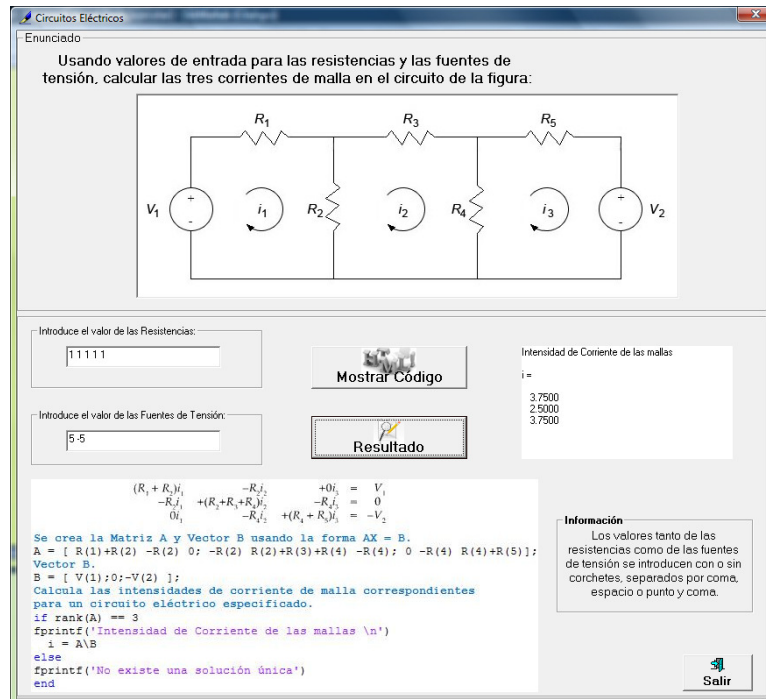 Circuitos Eléctricos
Enunciado
Usando valores de entrada para las resistencias y las fuentes de
tensión, calcular las tres corrientes de malla en el circuito de la figura:
R1 R3 R5
V1 + - i1 R2 i2 R4 i3 + - V2
Introduce el valor de las Resistencias:
1 1 1 1 1
Mostrar Código
Intensidad de Corriente de las mallas
i =
3.7500
2.5000
3.7500
Introduce el valor de las Fuentes de Tensión:
5 -5
Resultado
(R1 + R2)i1 -R2i2 +0i3 = V1
-R2i1 +(R2+R3+R4)i2 -R4i3 = 0
0i1 -R4i2 +(R4 + R5)i3 = -V2
Se crea la Matriz A y Vector B usando la forma AX = B.
A = [ R(1)+R(2) -R(2) 0; -R(2) R(2)+R(3)+R(4) -R(4); 0 -R(4) R(4)+R(5)];
Vector B.
B = [ V(1);0;-V(2) ];
Calcula las intensidades de corriente de malla correspondientes
para un circuito eléctrico especificado.
if rank(A) == 3
fprintf('Intensidad de Corriente de las mallas \n')
i = A\B
else
fprintf('No existe una solución única')
end
Información
Los valores tanto de las
resistencias como de las fuentes
de tensión se introducen con o sin
corchetes, separados por coma,
espacio o punto y coma.
Salir